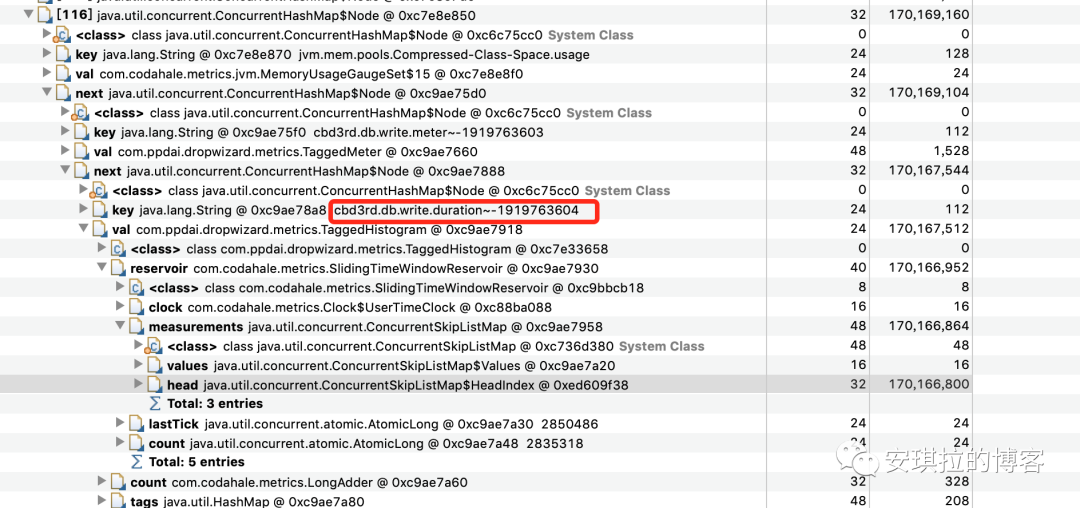 [116] java.util.concurrent.ConcurrentHashMap$Node @ 0xc7e8e850 32 170,169,160
<class> class java.util.concurrent.ConcurrentHashMap$Node @ 0xc6c75cc0 System Class 0 0
key java.lang.String @ 0xc7e8e870 jvm.mem.pools.Compressed-Class-Space.usage 24 128
val com.codahale.metrics.jvm.MemoryUsageGaugeSet$15 @ 0xc7e8e8f0 24 24
next java.util.concurrent.ConcurrentHashMap$Node @ 0xc9ae75d0 32 170,169,104
<class> class java.util.concurrent.ConcurrentHashMap$Node @ 0xc6c75cc0 System Class 0 0
key java.lang.String @ 0xc9ae75f0 cbd3rd.db.write.meter~-1919763603 24 112
val com.ppdai.dropwizard.metrics.TaggedMeter @ 0xc9ae7660 48 1,528
next java.util.concurrent.ConcurrentHashMap$Node @ 0xc9ae7888 32 170,167,544
<class> class java.util.concurrent.ConcurrentHashMap$Node @ 0xc6c75cc0 System Class 0 0
key java.lang.String @ 0xc9ae78a8 cbd3rd.db.write.duration~-1919763604 24 112
val com.ppdai.dropwizard.metrics.TaggedHistogram @ 0xc9ae7918 48 170,167,512
<class> class com.ppdai.dropwizard.metrics.TaggedHistogram @ 0xc7e33658 0 0
reservoir com.codahale.metrics.SlidingTimeWindowReservoir @ 0xc9ae7930 40 170,166,952
<class> class com.codahale.metrics.SlidingTimeWindowReservoir @ 0xc9bbcb18 8 8
clock com.codahale.metrics.Clock$UserTimeClock @ 0xc88ba088 16 16
measurements java.util.concurrent.ConcurrentSkipListMap @ 0xc9ae7958 48 170,166,864
<class> class java.util.concurrent.ConcurrentSkipListMap @ 0xc736d380 System Class 48 48
values java.util.concurrent.ConcurrentSkipListMap$Values @ 0xc9ae7a20 16 16
head java.util.concurrent.ConcurrentSkipListMap$HeadIndex @ 0xed609f38 32 170,166,800
Total: 3 entries
lastTick java.util.concurrent.atomic.AtomicLong @ 0xc9ae7a30 2850486 24 24
count java.util.concurrent.atomic.AtomicLong @ 0xc9ae7a48 2835318 24 24
Total: 5 entries
安琪拉的博客
count com.codahale.metrics.LongAdder @ 0xc9ae7a60 32 328
tags java.util.HashMap @ 0xc9ae7a80 48 208